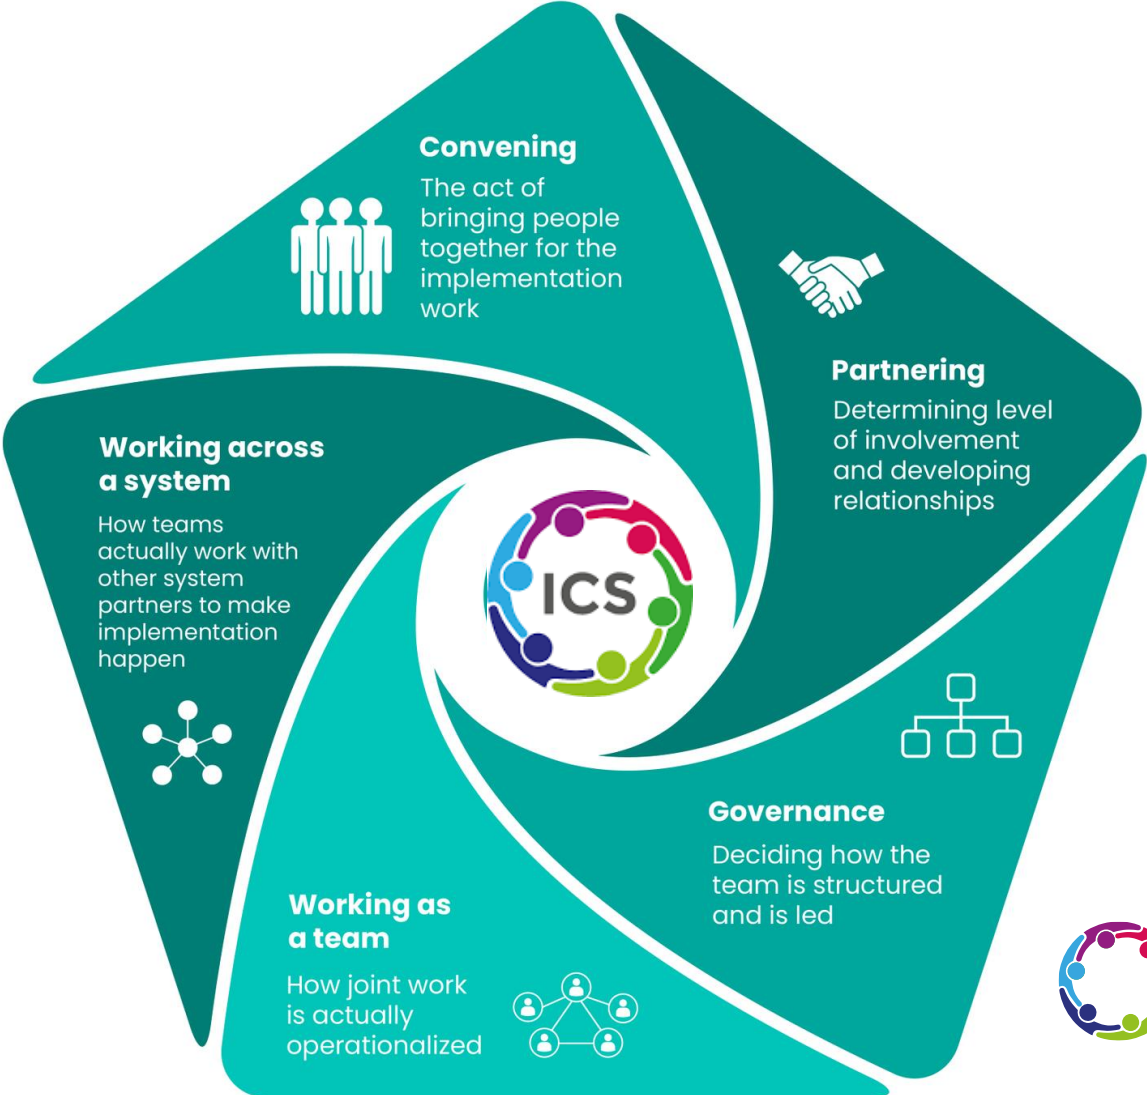 Convening
The act of
bringing people
together for the
implementation
work
Partnering
Determining level
of involvement
and developing
relationships
Governance
Deciding how the
team is structured
and is led
Working as
a team
How joint work
is actually
operationalized
Working across
a system
How teams
actually work with
other system
partners to make
implementation
happen
ICS